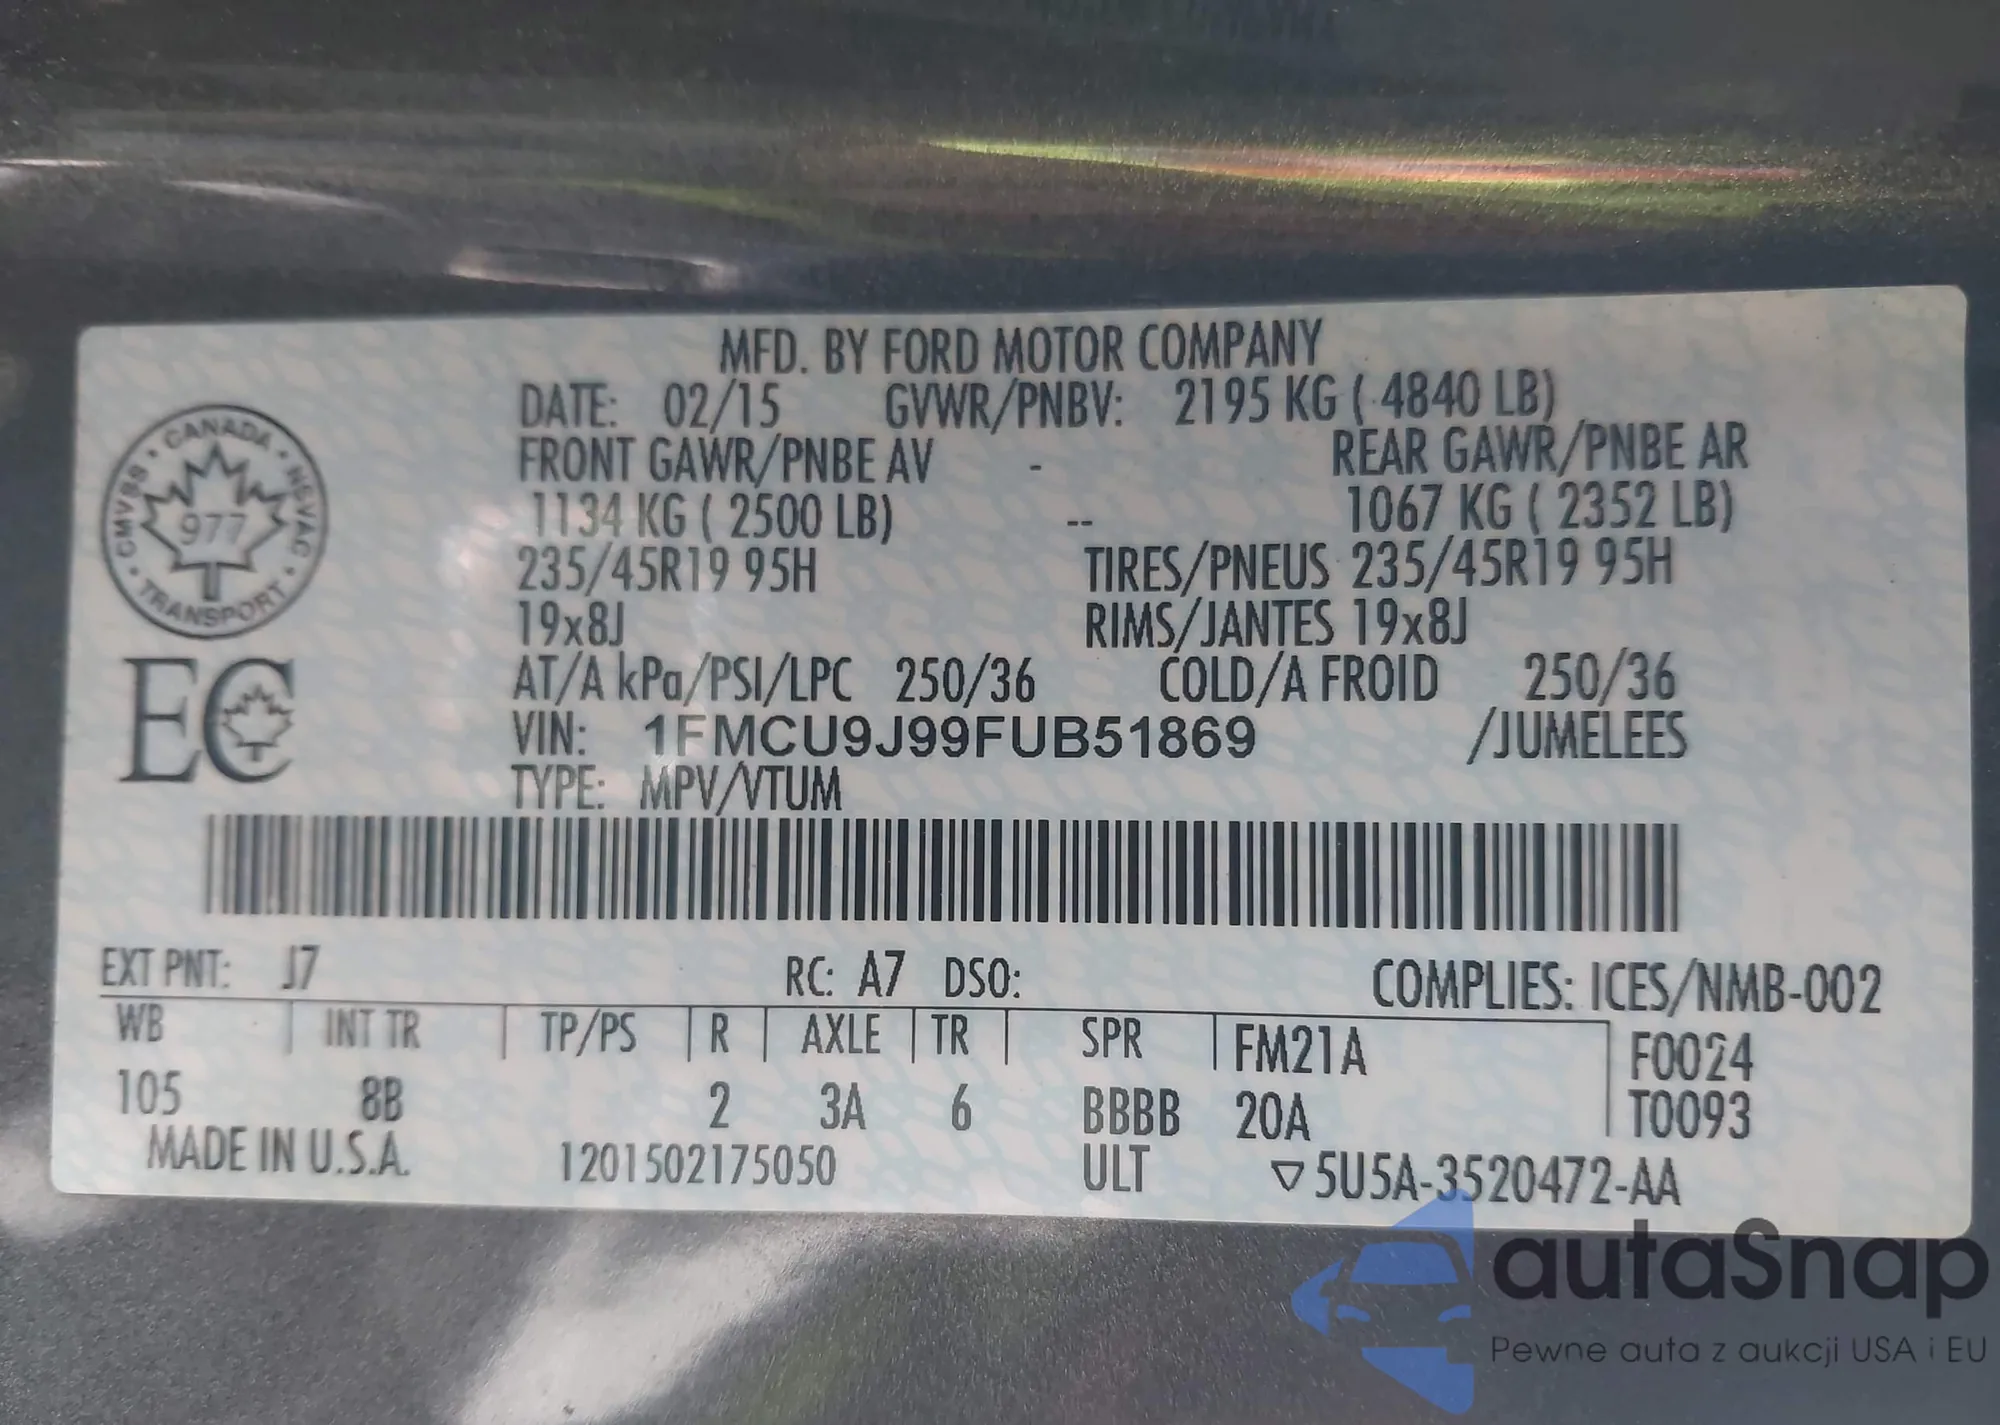 MFD. BY FORD MOTOR COMPANY
DATE: 02/15 GVWR/PNBV: 2195 KG ( 4840 LB)
FRONT GAWR/PNBE AV - REAR GAWR/PNBE AR
1134 KG ( 2500 LB) -- 1067 KG ( 2352 LB)
235/45R19 95H TIRES/PNEUS 235/45R19 95H
19x8J RIMS/JANTES 19x8J
AT/A kPa/PSI/LPC 250/36 COLD/A FROID 250/36
VIN: 1FMCU9J99FUB51869 /JUMELEES
TYPE: MPV/VTUM
CANADA
CMVSS · NSVAC
977
TRANSPORT
EC
EXT PNT: J7 RC: A7 DSO: COMPLIES: ICES/NMB-002
WB INT TR TP/PS R AXLE TR SPR FM21A F0024
105 8B 2 3A 6 BBBB 20A T0093
MADE IN U.S.A. 1201502175050 ULT ▽5U5A-3520472-AA
autaSnap
Pewne auta z aukcji USA i EU